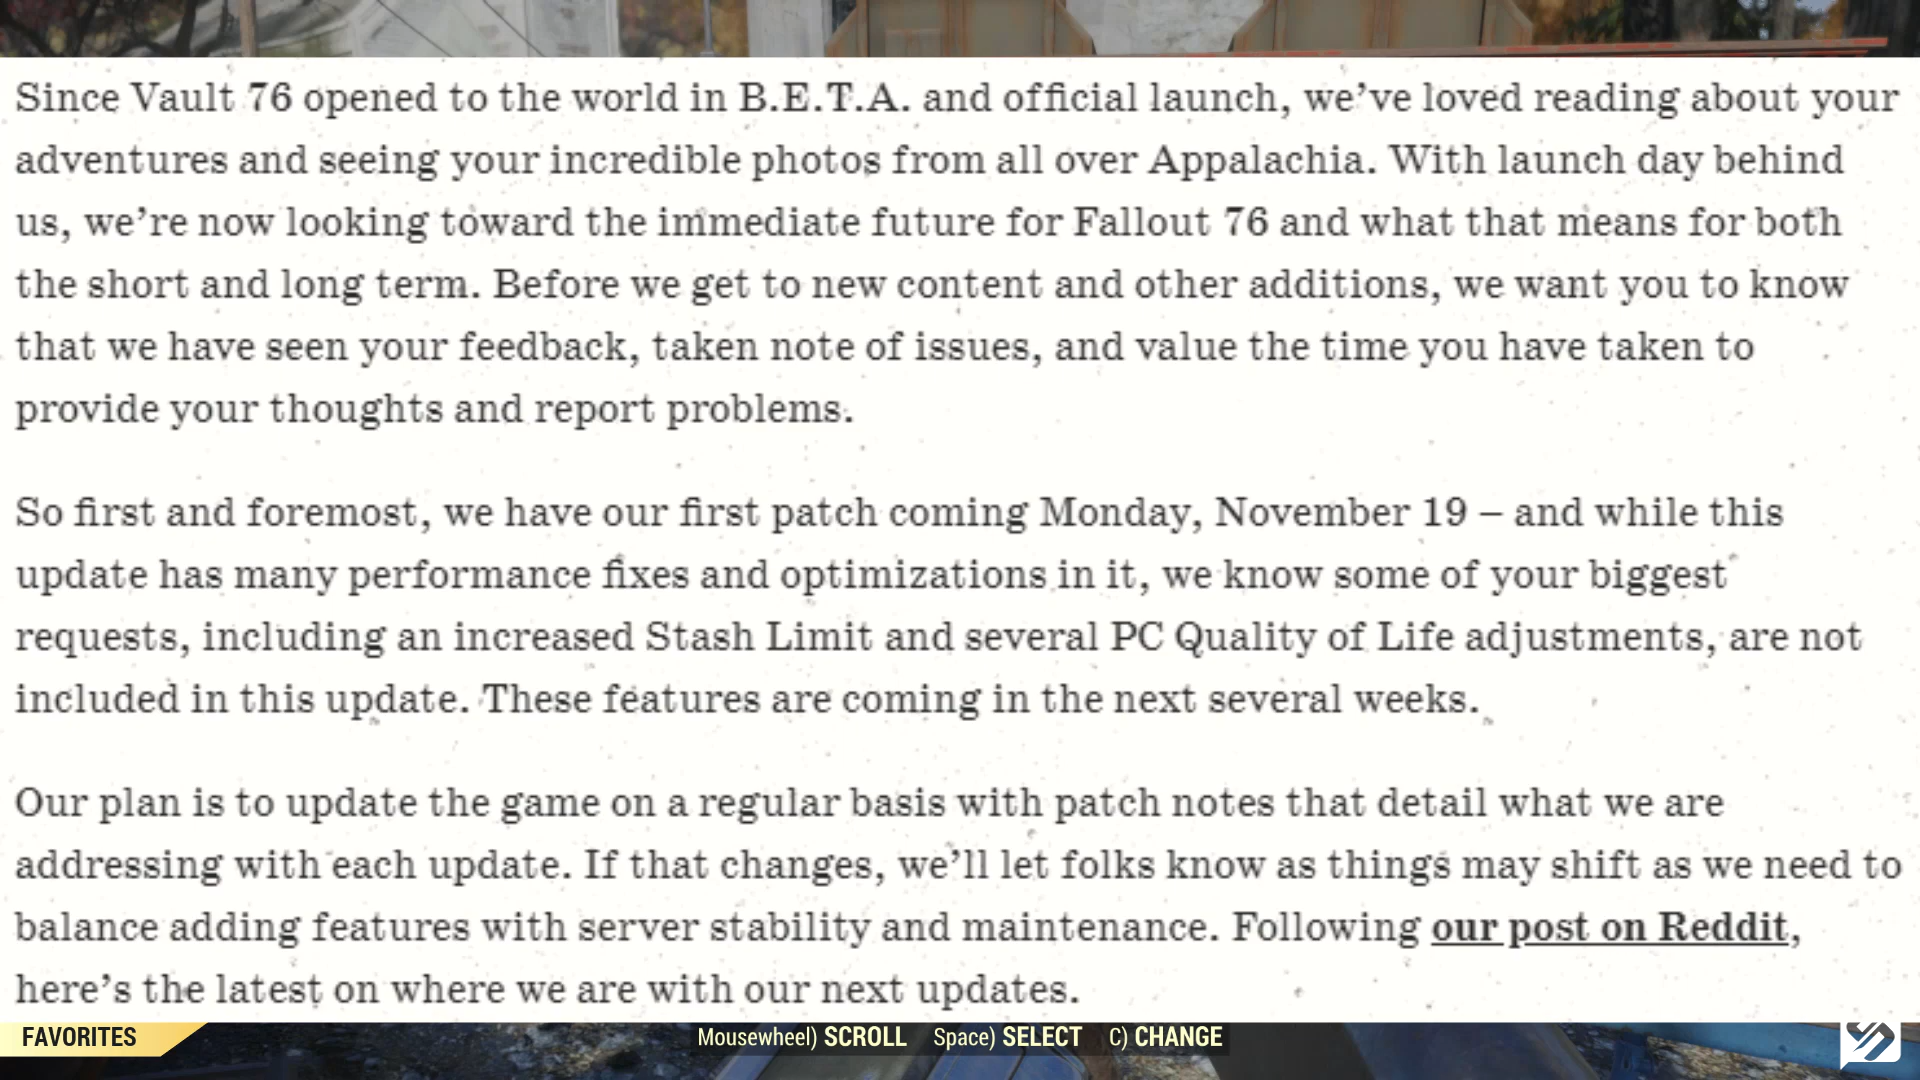 Since Vault 76 opened to the world in B.E.T.A. and official launch, we’ve loved reading about your
adventures and seeing your incredible photos from all over Appalachia. With launch day behind
us, we’re now looking toward the immediate future for Fallout 76 and what that means for both
the short and long term. Before we get to new content and other additions, we want you to know
that we have seen your feedback, taken note of issues, and value the time you have taken to
provide your thoughts and report problems.
So first and foremost, we have our first patch coming Monday, November 19 – and while this
update has many performance fixes and optimizations in it, we know some of your biggest
requests, including an increased Stash Limit and several PC Quality of Life adjustments, are not
included in this update. These features are coming in the next several weeks.
Our plan is to update the game on a regular basis with patch notes that detail what we are
addressing with each update. If that changes, we’ll let folks know as things may shift as we need to
balance adding features with server stability and maintenance. Following our post on Reddit,
here’s the latest on where we are with our next updates.
FAVORITES
Mousewheel) SCROLL Space) SELECT C) CHANGE